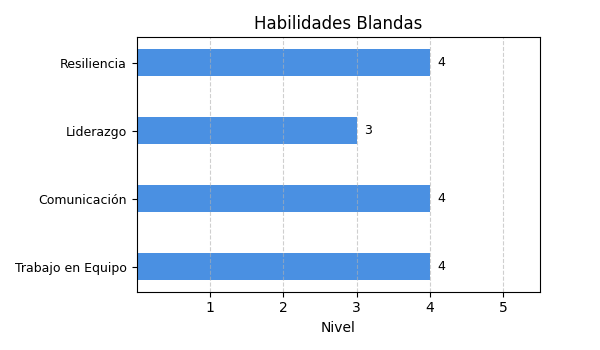 Habilidades Blandas
Resiliencia 4
Liderazgo 3
Comunicación 4
Trabajo en Equipo 4
1 2 3 4 5
Nivel